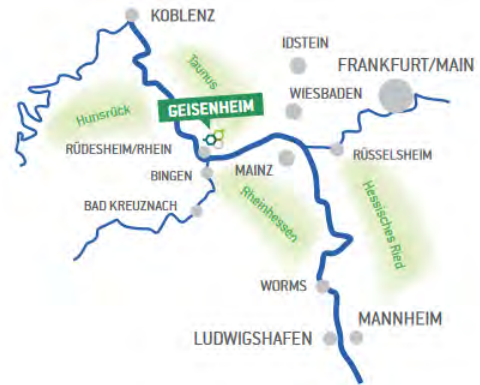 KOBLENZ
IDSTEIN
Taunus
FRANKFURT/MAIN
WIESBADEN
Hunsrück
GEISENHEIM
RÜDESHEIM/RHEIN
RÜSSELSHEIM
MAINZ
BINGEN
Rheinhessen
Hessisches Ried
BAD KREUZNACH
WORMS
MANNHEIM
LUDWIGSHAFEN